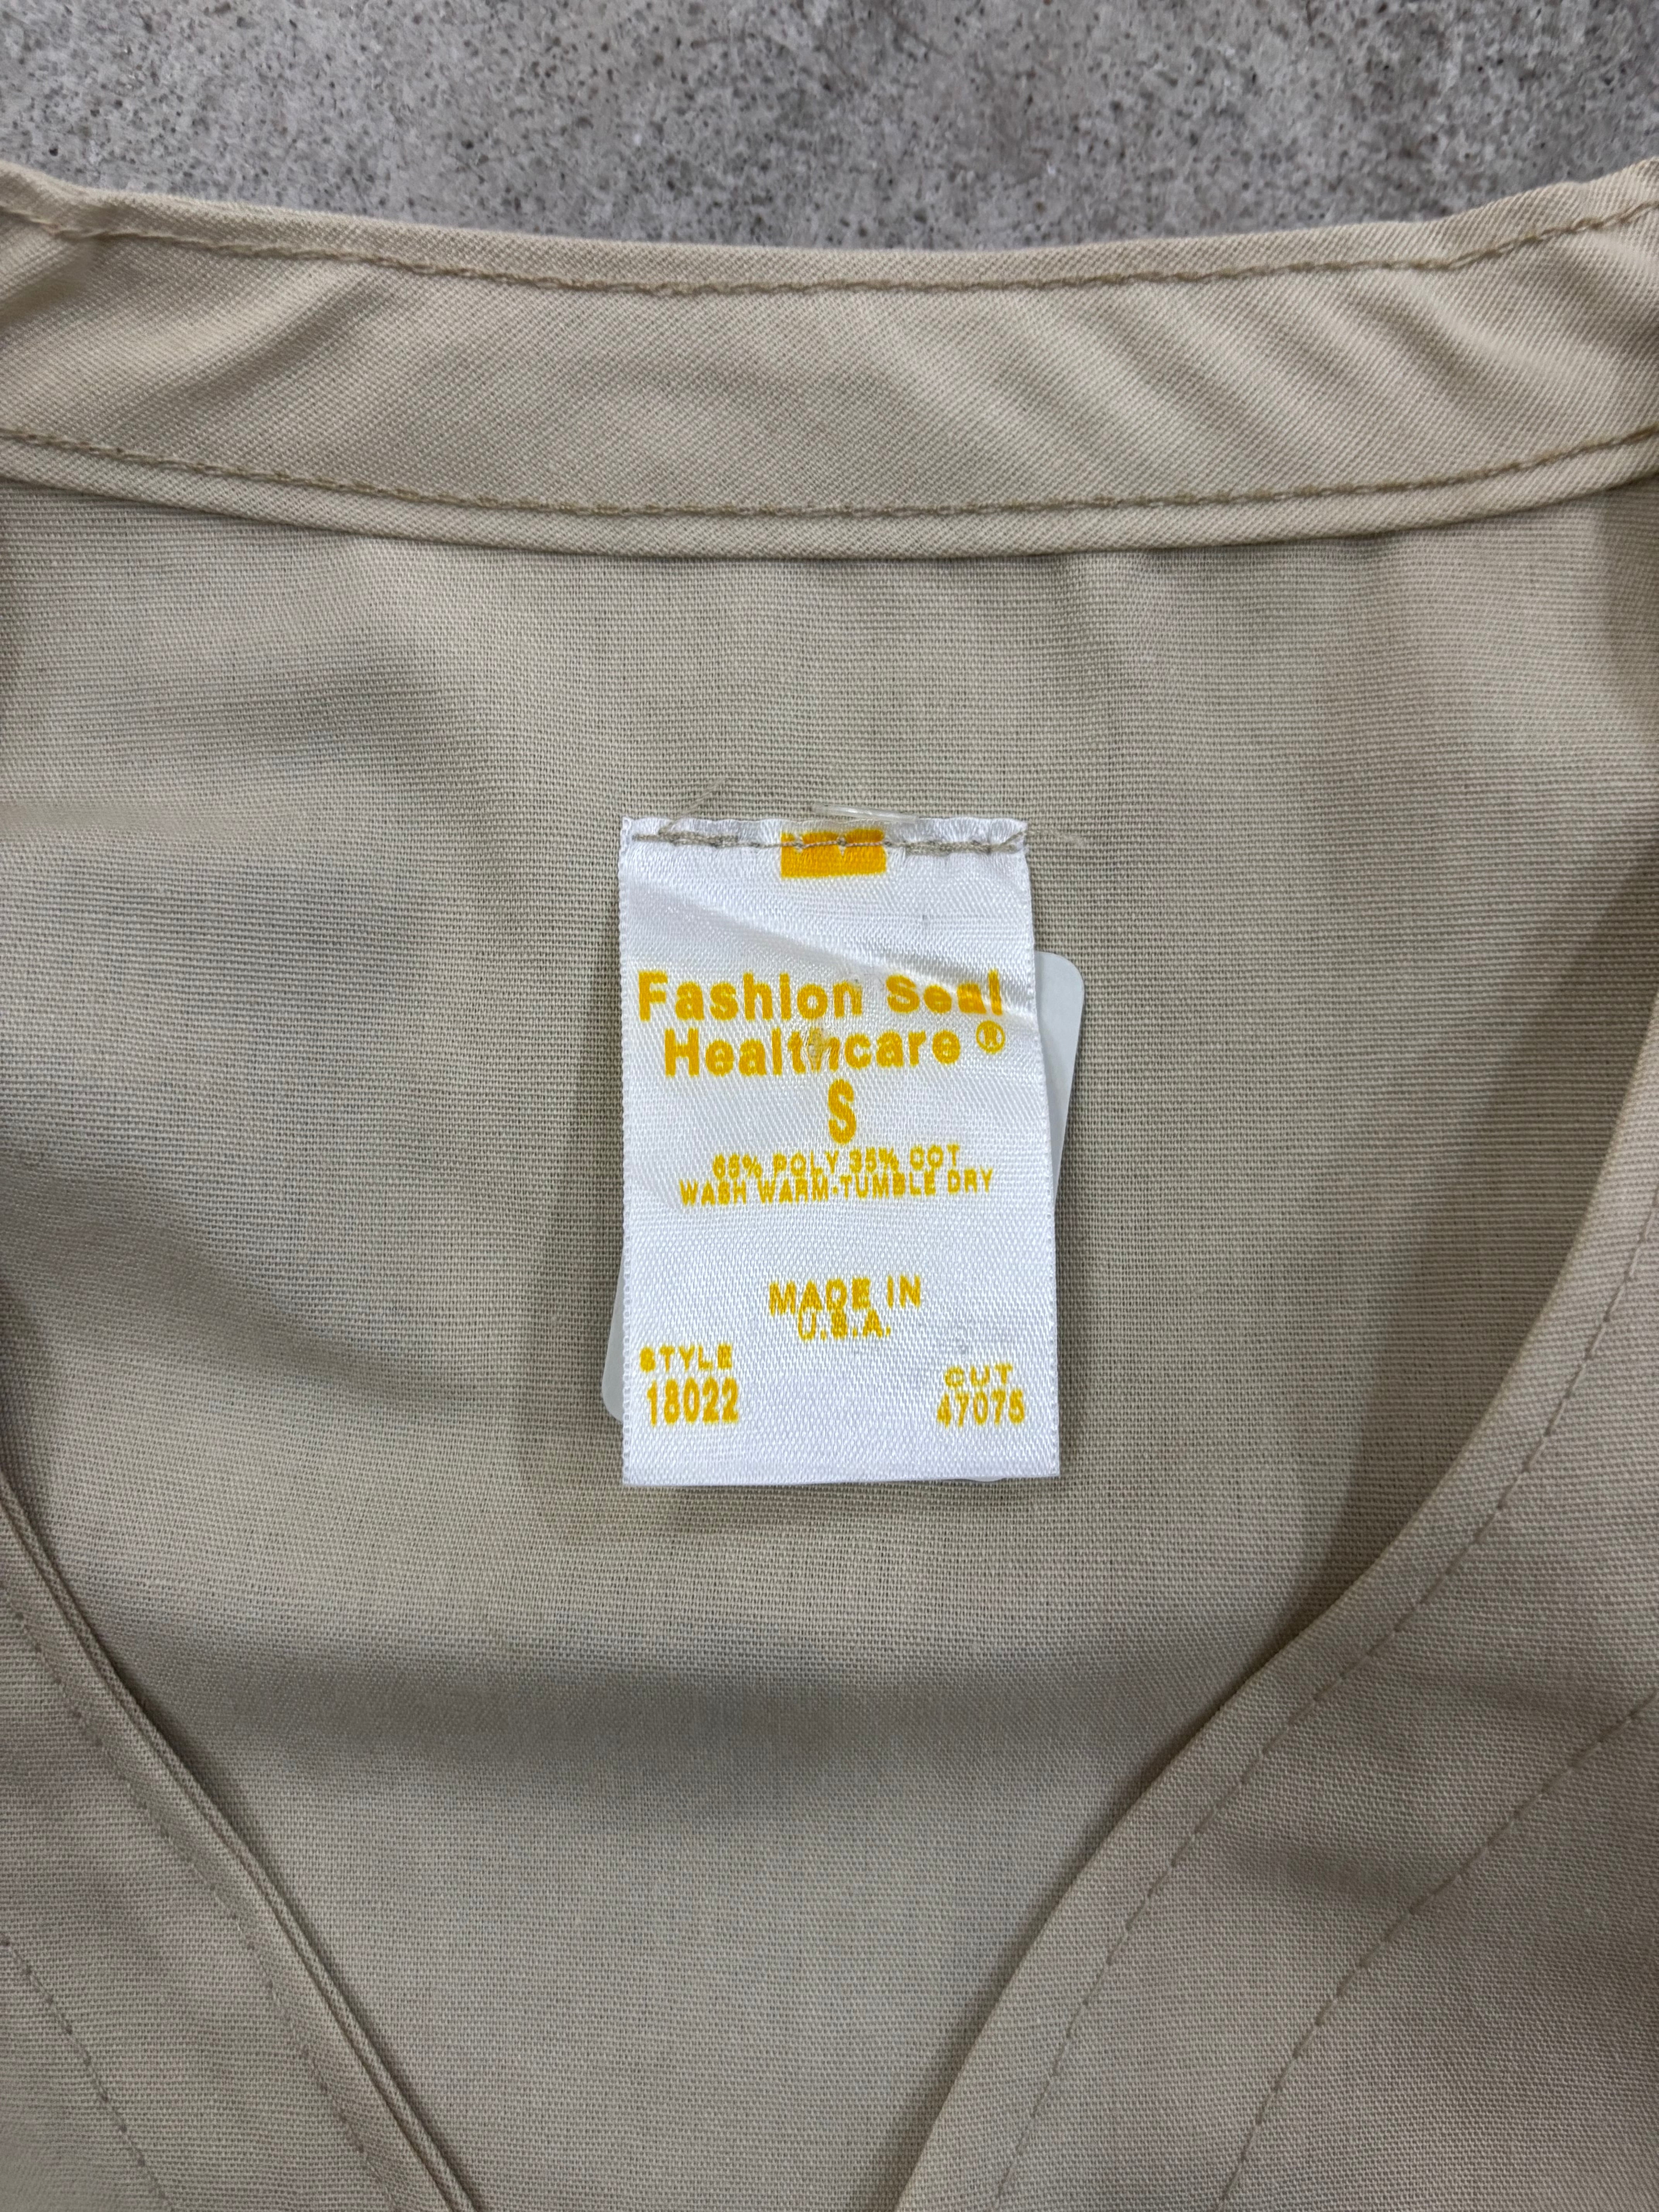 Fashion Seal
Healthcare ®
S
65% POLY 35% COT
WASH WARM-TUMBLE DRY
MADE IN
U.S.A.
STYLE
18022
CUT
47075